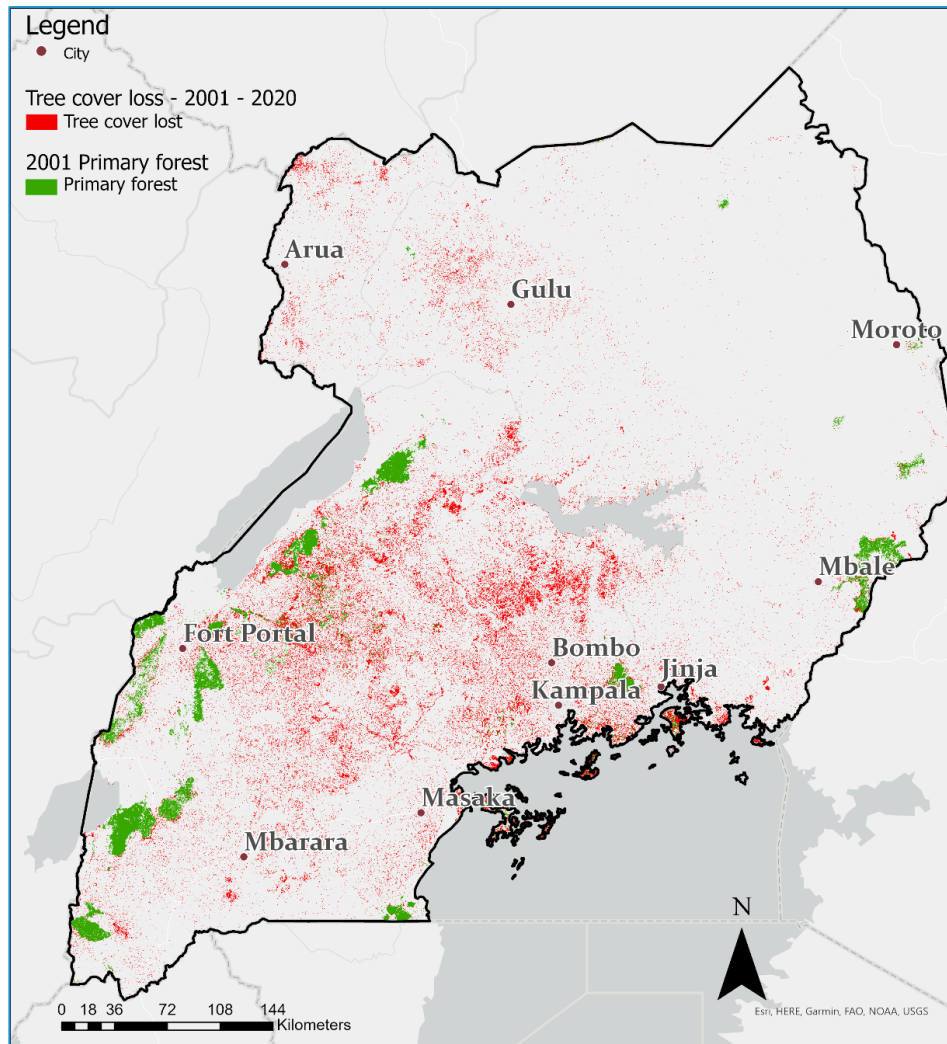 Legend
City
Tree cover loss - 2001 - 2020
Tree cover lost
2001 Primary forest
Primary forest
Arua
Gulu
Moroto
Mbale
Fort Portal
Bombo
Jinja
Kampala
Masaka
Mbarara
N
0 18 36 72 108 144
Kilometers
Esri, HERE, Garmin, FAO, NOAA, USGS